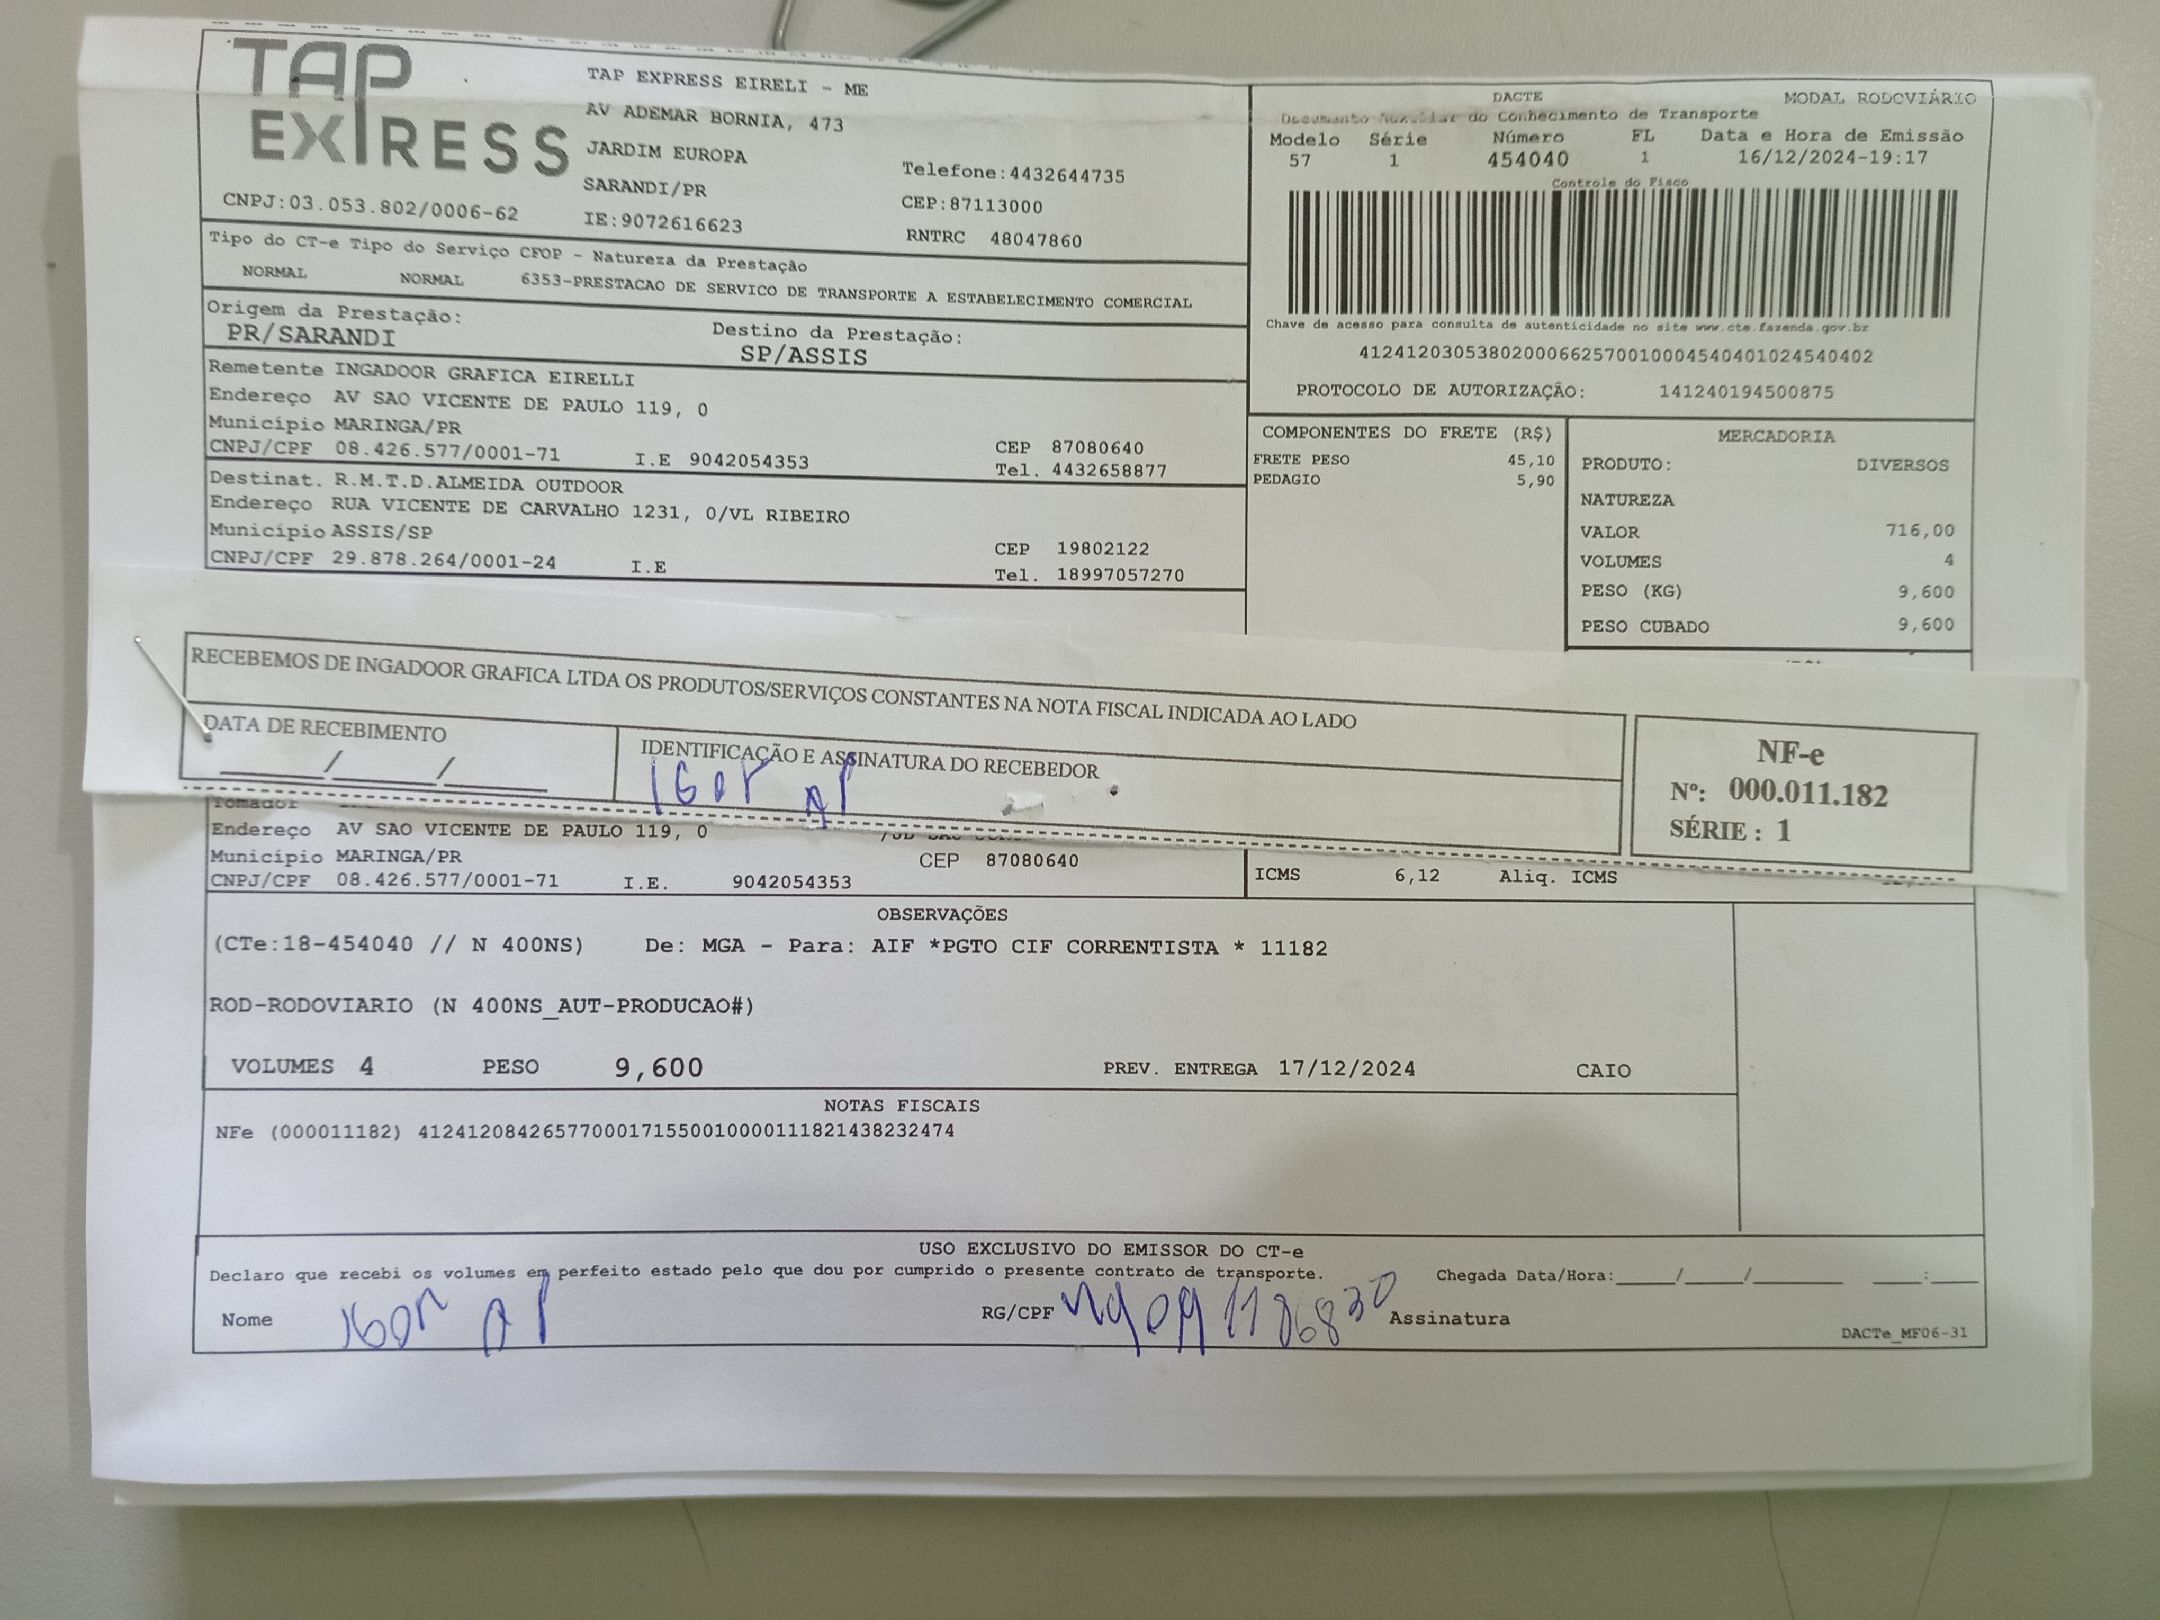 TAP EXPRESS
TAP EXPRESS EIRELI - ME
AV ADEMAR BORNIA, 473
JARDIM EUROPA
SARANDI/PR
Telefone:4432644735
CEP:87113000
CNPJ:03.053.802/0006-62
IE:9072616623
RNTRC 48047860
DACTE MODAL RODOVIÁRIO
Documento Auxiliar do Conhecimento de Transporte
Modelo Série Número FL Data e Hora de Emissão
57 1 454040 1 16/12/2024-19:17
Controle do Fisco
Chave de acesso para consulta de autenticidade no site www.cte.fazenda.gov.br
41241203053802000662570010004540401024540402
PROTOCOLO DE AUTORIZAÇÃO: 141240194500875
Tipo do CT-e Tipo do Serviço CFOP - Natureza da Prestação
NORMAL NORMAL 6353-PRESTACAO DE SERVICO DE TRANSPORTE A ESTABELECIMENTO COMERCIAL
Origem da Prestação: Destino da Prestação:
PR/SARANDI SP/ASSIS
Remetente INGADOOR GRAFICA EIRELLI
Endereço AV SAO VICENTE DE PAULO 119, 0
Município MARINGA/PR CEP 87080640
CNPJ/CPF 08.426.577/0001-71 I.E 9042054353 Tel. 4432658877
Destinat. R.M.T.D.ALMEIDA OUTDOOR
Endereço RUA VICENTE DE CARVALHO 1231, 0/VL RIBEIRO
Município ASSIS/SP CEP 19802122
CNPJ/CPF 29.878.264/0001-24 I.E Tel. 18997057270
COMPONENTES DO FRETE (R$)
FRETE PESO 45,10
PEDAGIO 5,90
MERCADORIA
PRODUTO: DIVERSOS
NATUREZA
VALOR 716,00
VOLUMES 4
PESO (KG) 9,600
PESO CUBADO 9,600
RECEBEMOS DE INGADOOR GRAFICA LTDA OS PRODUTOS/SERVIÇOS CONSTANTES NA NOTA FISCAL INDICADA AO LADO
DATA DE RECEBIMENTO
____/____/____
IDENTIFICAÇÃO E ASSINATURA DO RECEBEDOR
IGOR AP
NF-e
Nº: 000.011.182
SÉRIE : 1
Tomador
Endereço AV SAO VICENTE DE PAULO 119, 0
Município MARINGA/PR CEP 87080640
CNPJ/CPF 08.426.577/0001-71 I.E. 9042054353
ICMS 6,12 Aliq. ICMS
OBSERVAÇÕES
(CTe:18-454040 // N 400NS) De: MGA - Para: AIF *PGTO CIF CORRENTISTA * 11182
ROD-RODOVIARIO (N 400NS_AUT-PRODUCAO#)
VOLUMES 4 PESO 9,600 PREV. ENTREGA 17/12/2024 CAIO
NOTAS FISCAIS
NFe (000011182) 41241208426577000171550010000111821438232474
USO EXCLUSIVO DO EMISSOR DO CT-e
Declaro que recebi os volumes em perfeito estado pelo que dou por cumprido o presente contrato de transporte. Chegada Data/Hora:____/____/______ ___:___
Nome IGOR AP RG/CPF Assinatura
DACTe_MF06-31